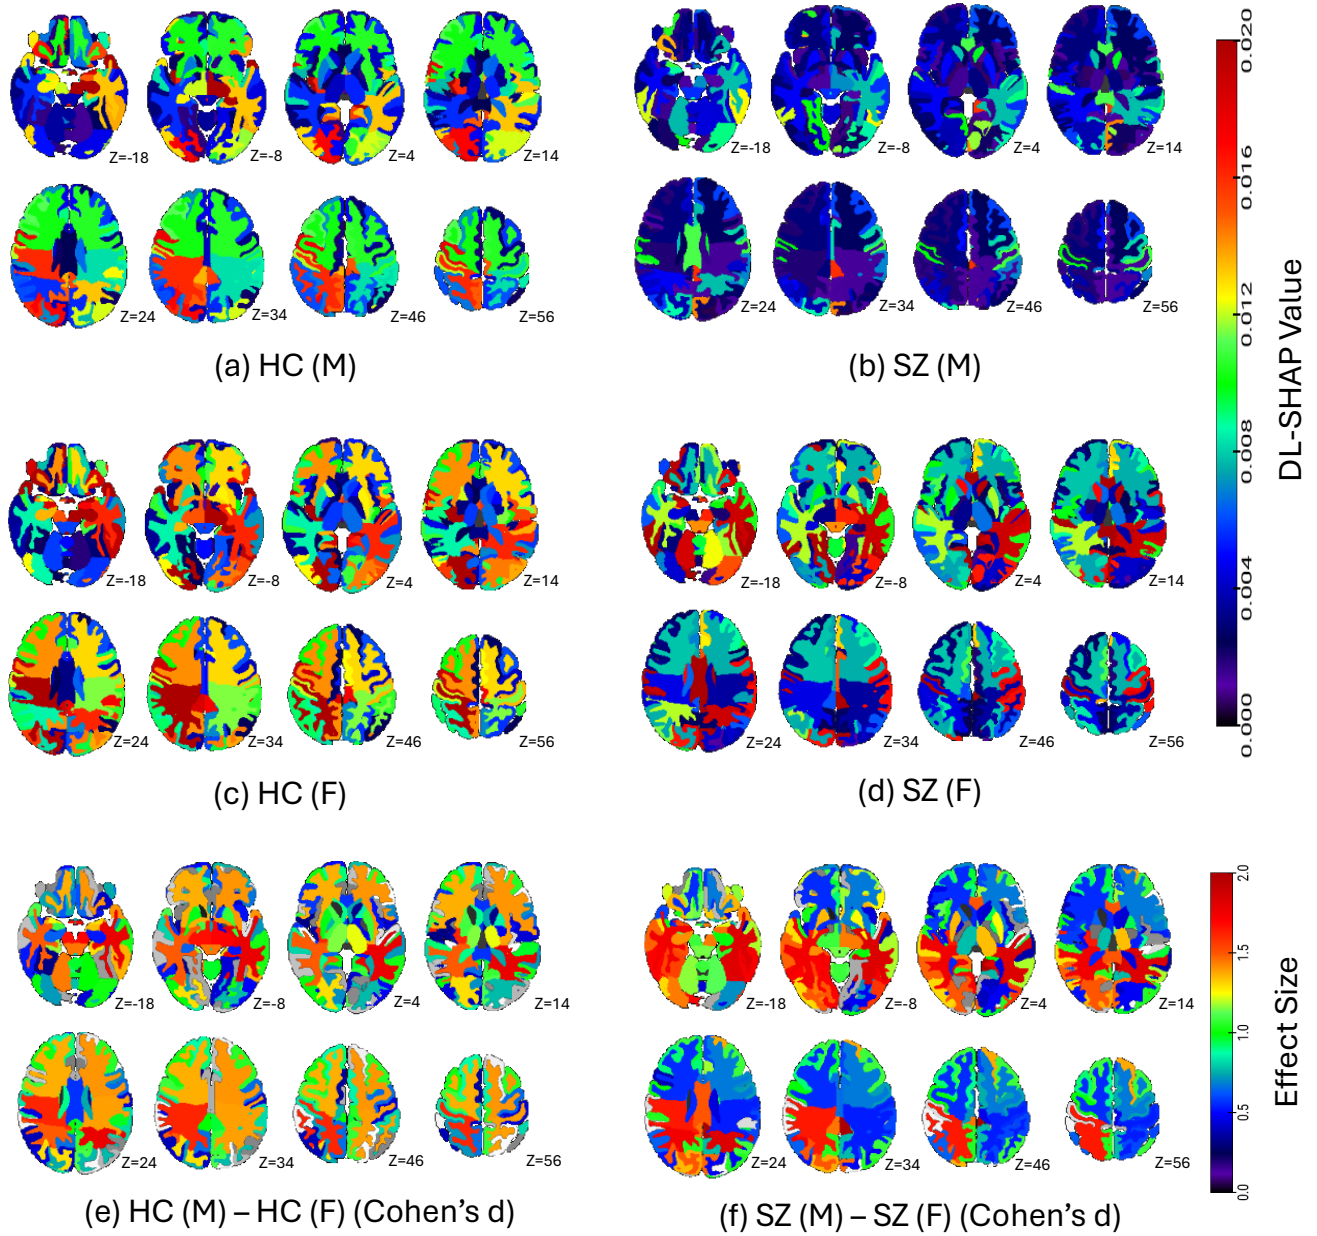 Z=-18 Z=-8 Z=4 Z=14
Z=24 Z=34 Z=46 Z=56
(a) HC (M)
Z=-18 Z=-8 Z=4 Z=14
Z=24 Z=34 Z=46 Z=56
(b) SZ (M)
Z=-18 Z=-8 Z=4 Z=14
Z=24 Z=34 Z=46 Z=56
(c) HC (F)
Z=-18 Z=-8 Z=4 Z=14
Z=24 Z=34 Z=46 Z=56
(d) SZ (F)
0.020
0.016
0.012
0.008
0.004
0.000
DL-SHAP Value
Z=-18 Z=-8 Z=4 Z=14
Z=24 Z=34 Z=46 Z=56
(e) HC (M) – HC (F) (Cohen’s d)
Z=-18 Z=-8 Z=4 Z=14
Z=24 Z=34 Z=46 Z=56
(f) SZ (M) – SZ (F) (Cohen’s d)
2.0
1.5
1.0
0.5
0.0
Effect Size